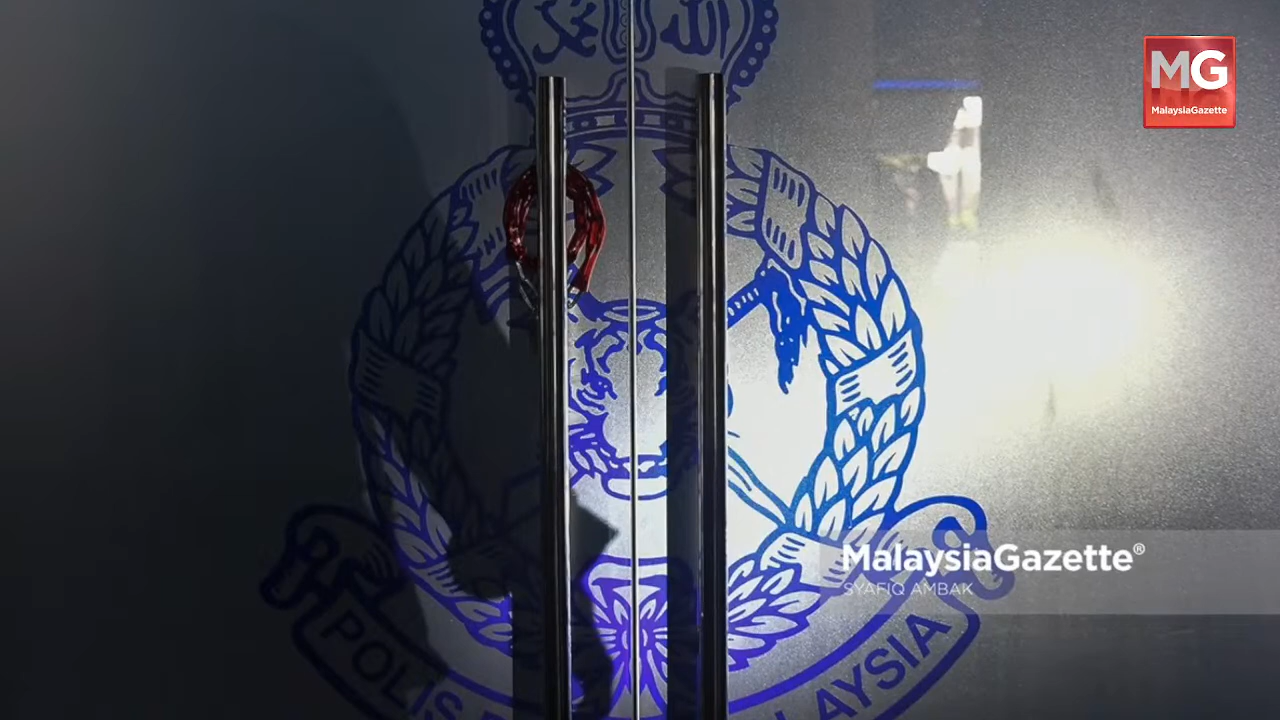 MG
MalaysiaGazette
MalaysiaGazette®
SYAFIQ AMBAK
POLIS
LAYSIA